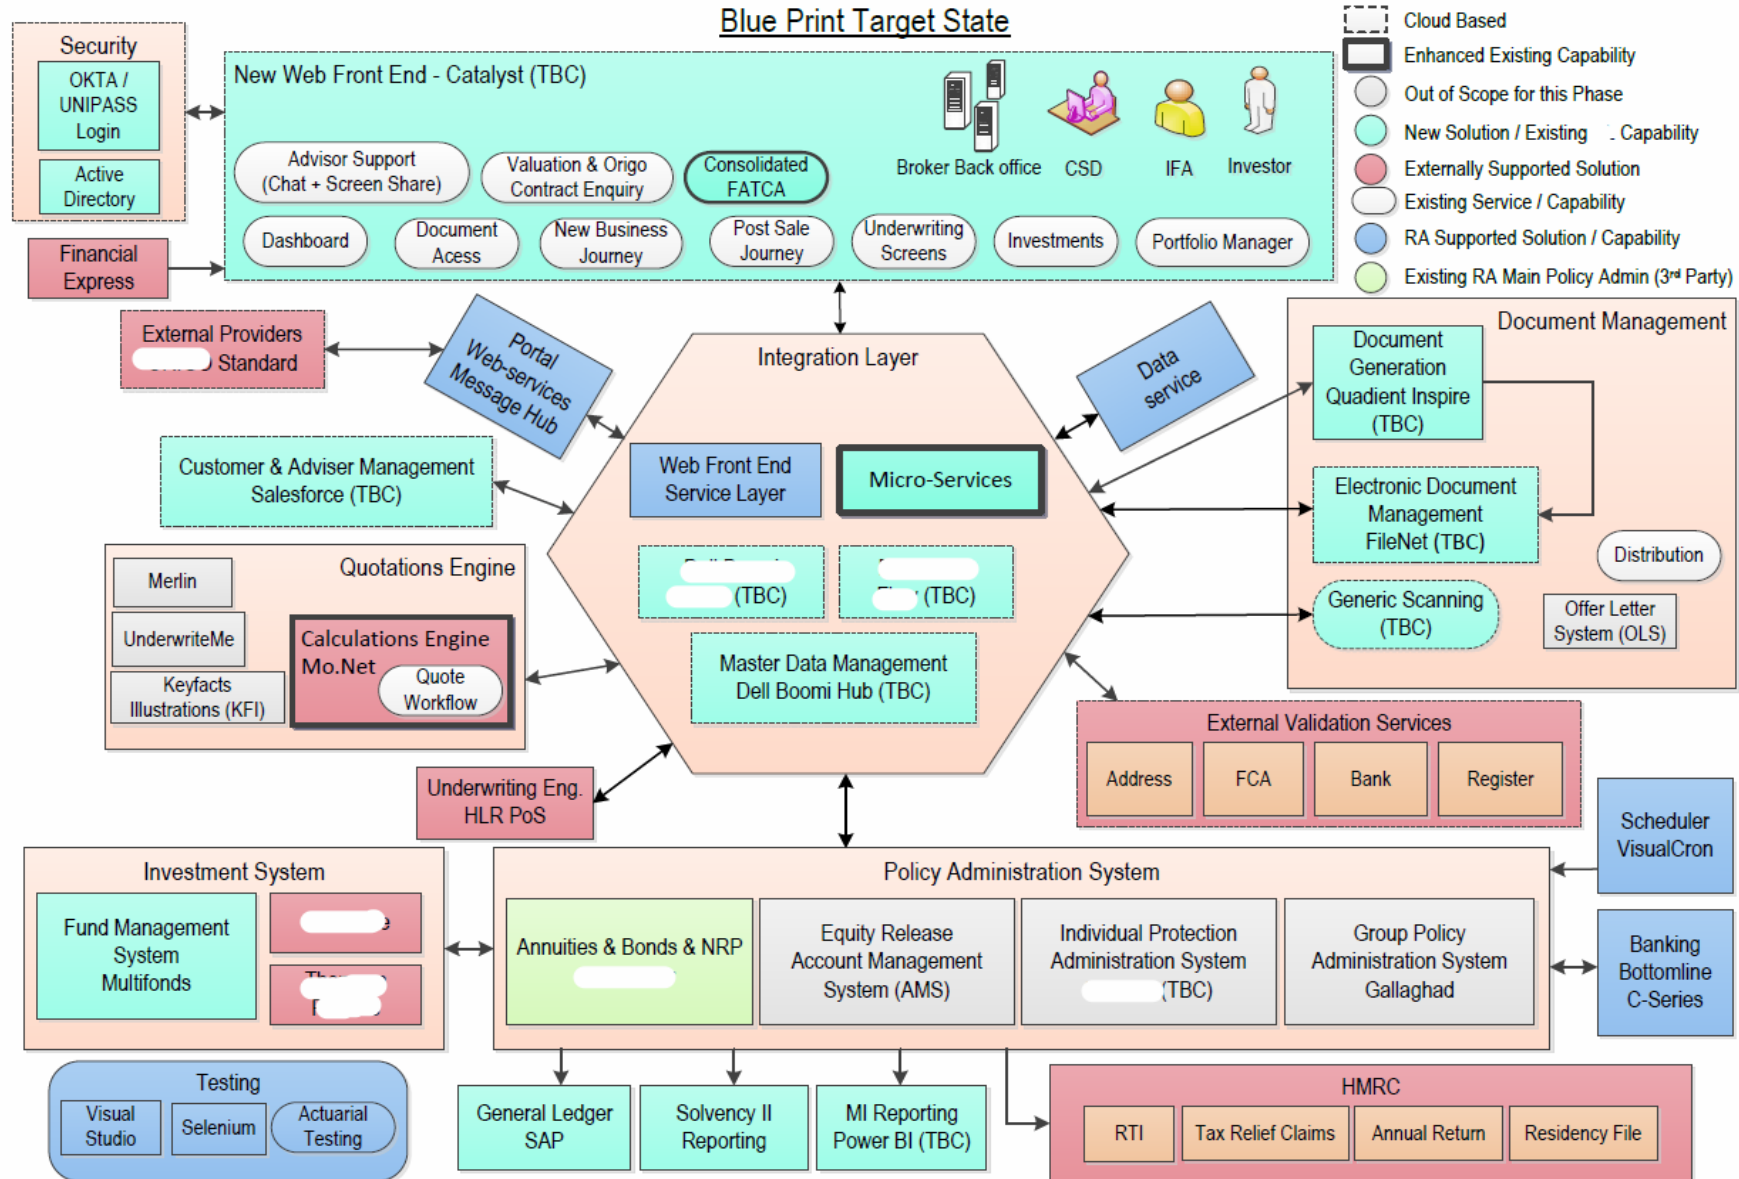 Blue Print Target State
Cloud Based
Enhanced Existing Capability
Out of Scope for this Phase
New Solution / Existing Capability
Externally Supported Solution
Existing Service / Capability
RA Supported Solution / Capability
Existing RA Main Policy Admin (3rd Party)
Security
OKTA /
UNIPASS
Login
Active
Directory
Financial
Express
New Web Front End - Catalyst (TBC)
Broker Back office
CSD
IFA
Investor
Advisor Support
(Chat + Screen Share)
Valuation & Origo
Contract Enquiry
Consolidated
FATCA
Dashboard
Document
Acess
New Business
Journey
Post Sale
Journey
Underwriting
Screens
Investments
Portfolio Manager
External Providers
Standard
Portal
Web-services
Message Hub
Customer & Adviser Management
Salesforce (TBC)
Integration Layer
Web Front End
Service Layer
Micro-Services
(TBC)
(TBC)
Master Data Management
Dell Boomi Hub (TBC)
Data
service
Document Management
Document
Generation
Quadient Inspire
(TBC)
Electronic Document
Management
FileNet (TBC)
Generic Scanning
(TBC)
Distribution
Offer Letter
System (OLS)
Quotations Engine
Merlin
UnderwriteMe
Keyfacts
Illustrations (KFI)
Calculations Engine
Mo.Net
Quote
Workflow
Underwriting Eng.
HLR PoS
External Validation Services
Address
FCA
Bank
Register
Scheduler
VisualCron
Banking
Bottomline
C-Series
Investment System
Fund Management
System
Multifonds
Policy Administration System
Annuities & Bonds & NRP
Equity Release
Account Management
System (AMS)
Individual Protection
Administration System
(TBC)
Group Policy
Administration System
Gallaghad
Testing
Visual
Studio
Selenium
Actuarial
Testing
General Ledger
SAP
Solvency II
Reporting
MI Reporting
Power BI (TBC)
HMRC
RTI
Tax Relief Claims
Annual Return
Residency File